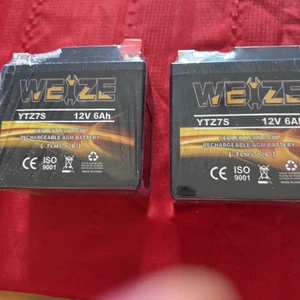 WEIZE
YTZ7S 12V 6Ah
RECHARGEABLE AGM BATTERY
CE ISO
9001
WEIZE
YTZ7S 12V 6Ah
RECHARGEABLE AGM BATTERY
CE ISO
9001